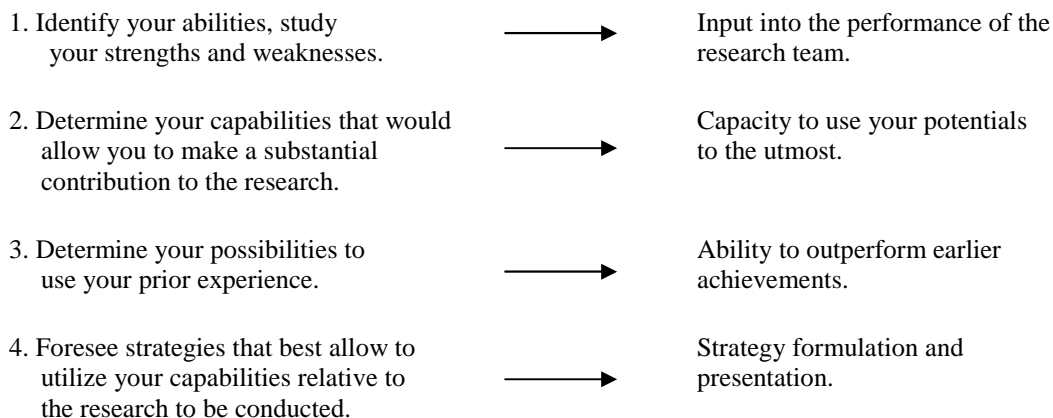 1. Identify your abilities, study
your strengths and weaknesses.
Input into the performance of the
research team.
2. Determine your capabilities that would
allow you to make a substantial
contribution to the research.
Capacity to use your potentials
to the utmost.
3. Determine your possibilities to
use your prior experience.
Ability to outperform earlier
achievements.
4. Foresee strategies that best allow to
utilize your capabilities relative to
the research to be conducted.
Strategy formulation and
presentation.